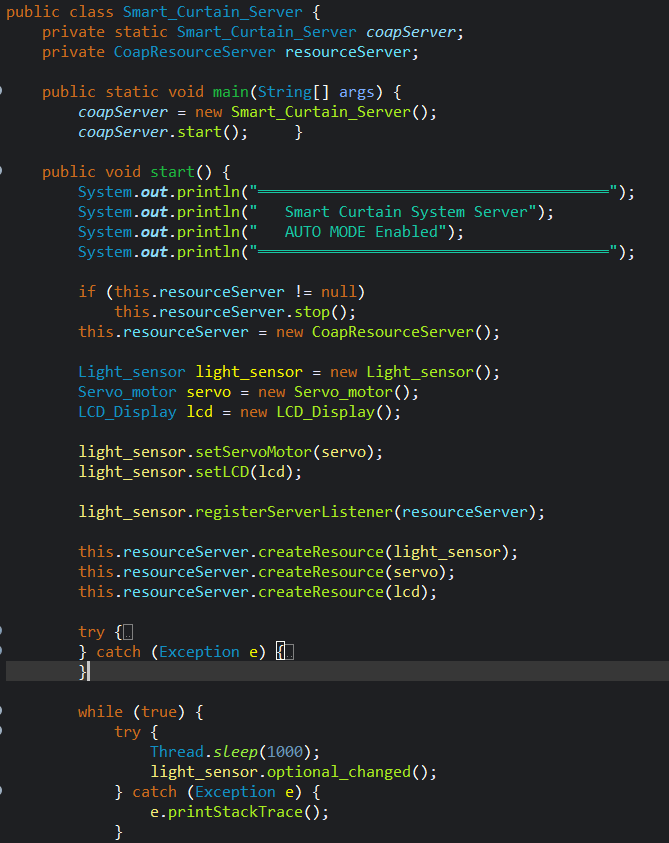 public class Smart_Curtain_Server {
    private static Smart_Curtain_Server coapServer;
    private CoapResourceServer resourceServer;

    public static void main(String[] args) {
        coapServer = new Smart_Curtain_Server();
        coapServer.start();     }

    public void start() {
        System.out.println("═══════════════════════════════════════");
        System.out.println("   Smart Curtain System Server");
        System.out.println("   AUTO MODE Enabled");
        System.out.println("═══════════════════════════════════════");

        if (this.resourceServer != null)
            this.resourceServer.stop();
        this.resourceServer = new CoapResourceServer();

        Light_sensor light_sensor = new Light_sensor();
        Servo_motor servo = new Servo_motor();
        LCD_Display lcd = new LCD_Display();

        light_sensor.setServoMotor(servo);
        light_sensor.setLCD(lcd);

        light_sensor.registerServerListener(resourceServer);

        this.resourceServer.createResource(light_sensor);
        this.resourceServer.createResource(servo);
        this.resourceServer.createResource(lcd);

        try {
        } catch (Exception e) {
        }

        while (true) {
            try {
                Thread.sleep(1000);
                light_sensor.optional_changed();
            } catch (Exception e) {
                e.printStackTrace();
            }